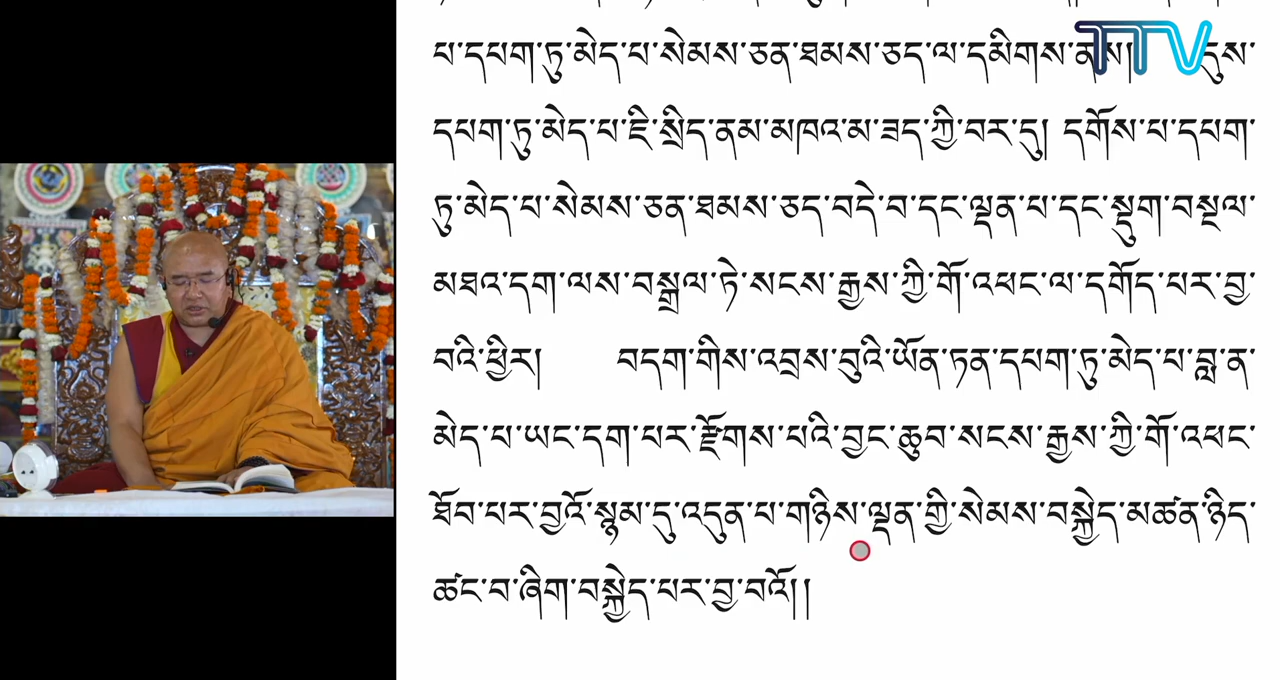 པ་དཔག་ཏུ་མེད་པ་སེམས་ཅན་ཐམས་ཅད་ལ་དམིགས་ནས། དུས་
TTV
དཔག་ཏུ་མེད་པ་ཇི་སྲིད་ནམ་མཁའ་མ་ཟད་ཀྱི་བར་དུ། དགོས་པ་དཔག་
ཏུ་མེད་པ་སེམས་ཅན་ཐམས་ཅད་བདེ་བ་དང་ལྡན་པ་དང་སྡུག་བསྔལ་
མཐའ་དག་ལས་བསྒྲལ་ཏེ་སངས་རྒྱས་ཀྱི་གོ་འཕང་ལ་དགོད་པར་བྱ་
བའི་ཕྱིར། བདག་གིས་འབྲས་བུའི་ཡོན་ཏན་དཔག་ཏུ་མེད་པ་བླ་ན་
མེད་པ་ཡང་དག་པར་རྫོགས་པའི་བྱང་ཆུབ་སངས་རྒྱས་ཀྱི་གོ་འཕང་
ཐོབ་པར་བྱའོ་སྙམ་དུ་འདུན་པ་གཉིས་ལྡན་གྱི་སེམས་བསྐྱེད་མཚན་ཉིད་
ཚང་བ་ཞིག་བསྐྱེད་པར་བྱ་བའོ།།